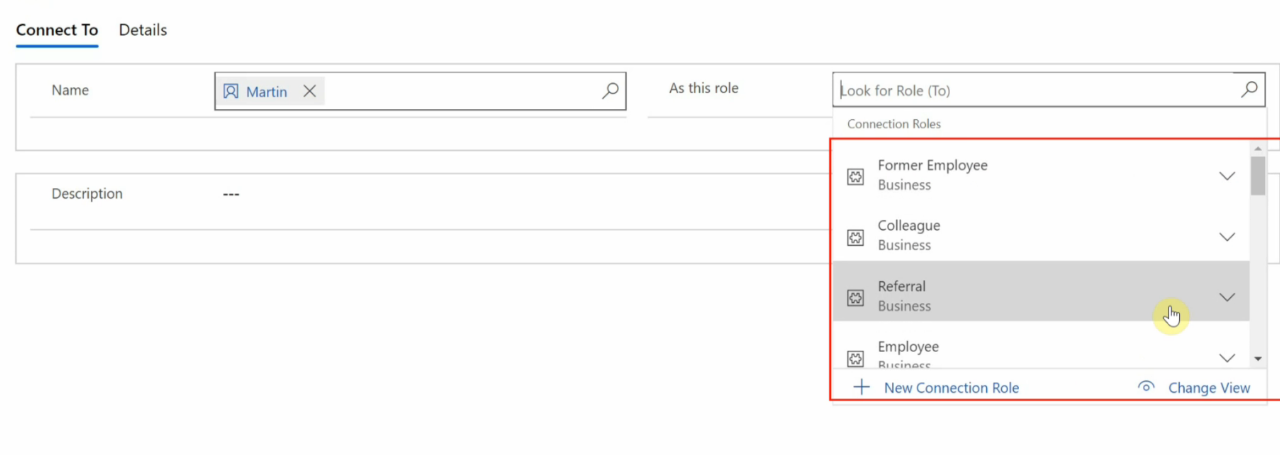 Connect To Details
Name Martin As this role Look for Role (To)
Connection Roles
Former Employee
Business
Colleague
Business
Description ---
Referral
Business
Employee
Business
New Connection Role Change View